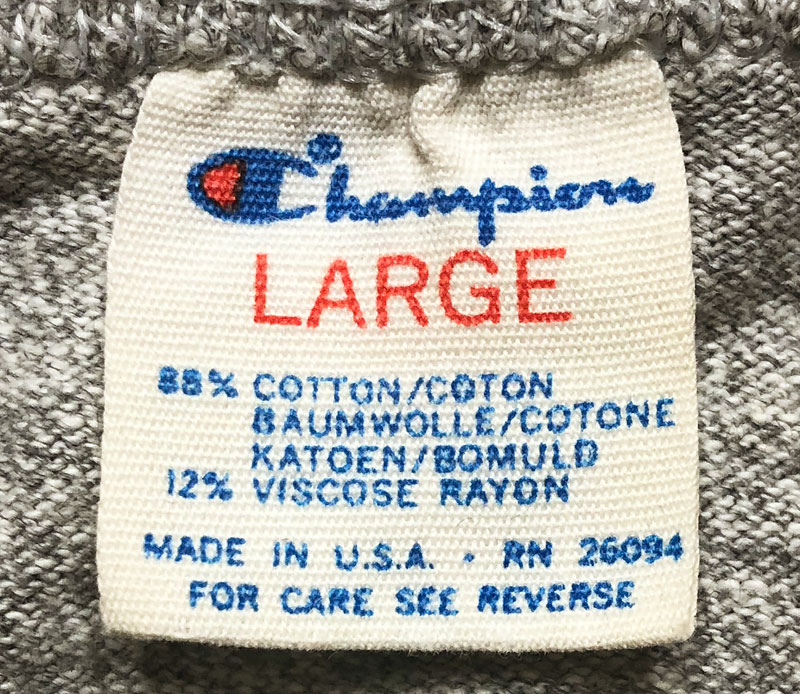 Champion®
LARGE
88% COTTON/COTON
BAUMWOLLE/COTONE
KATOEN/BOMULD
12% VISCOSE RAYON
MADE IN U.S.A. · RN 26094
FOR CARE SEE REVERSE